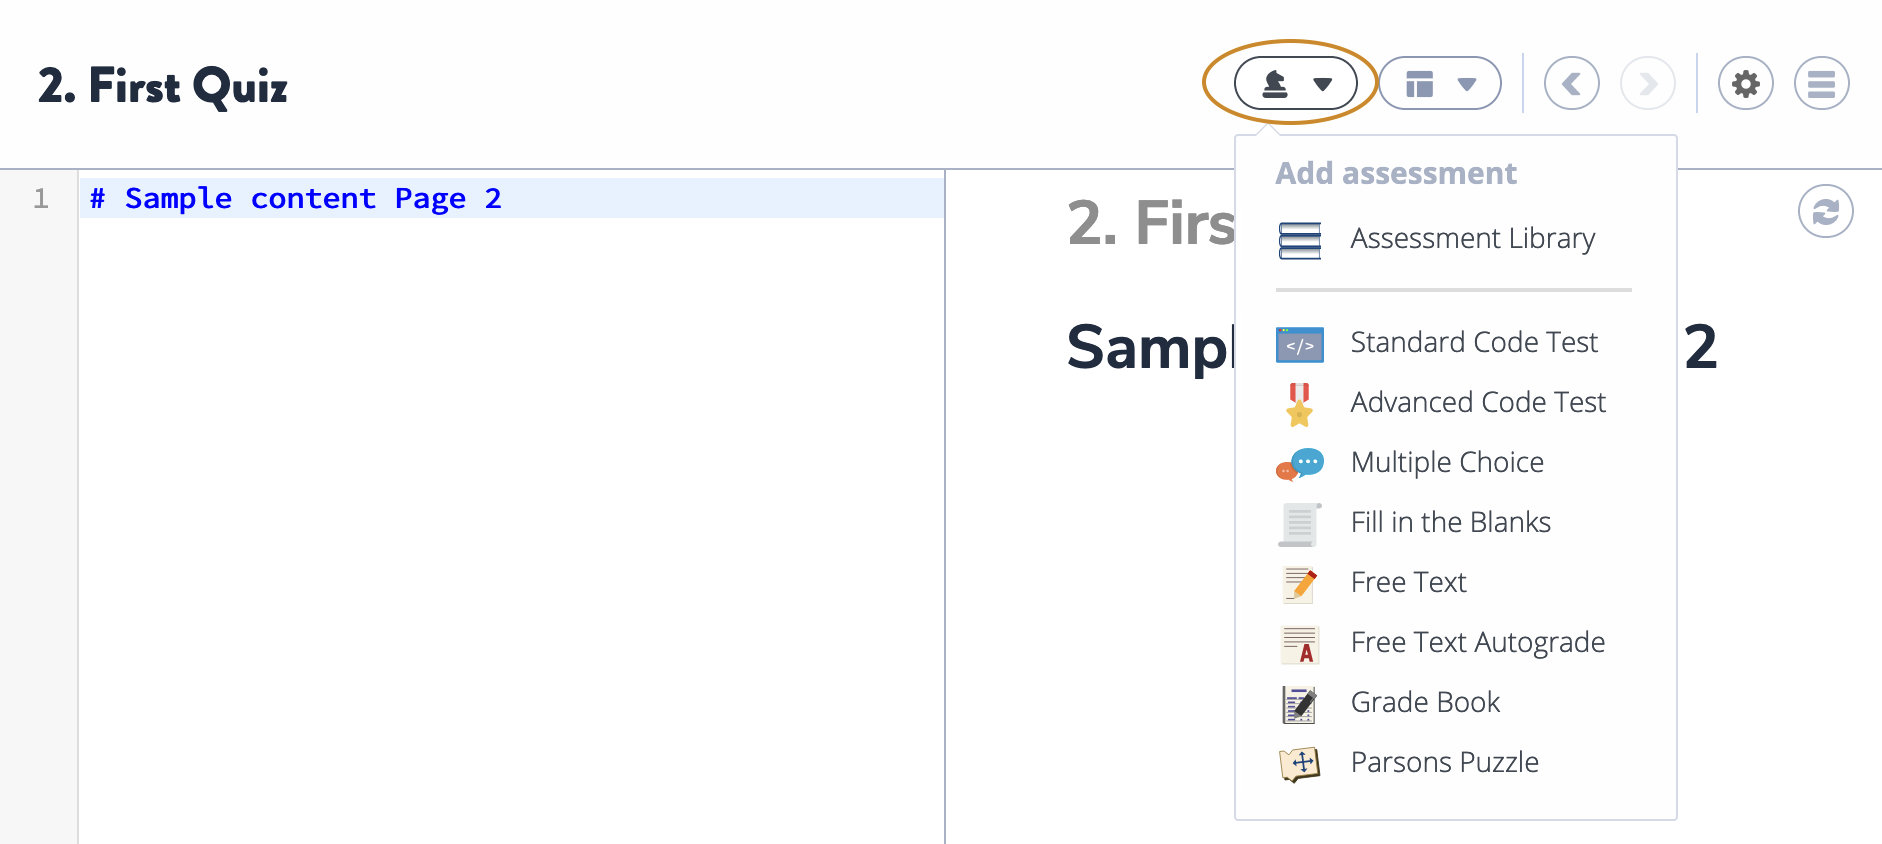 2. First Quiz
1
# Sample content Page 2
2. Firs
Sampl
2
Add assessment
Assessment Library
</> Standard Code Test
Advanced Code Test
Multiple Choice
Fill in the Blanks
Free Text
A Free Text Autograde
Grade Book
Parsons Puzzle